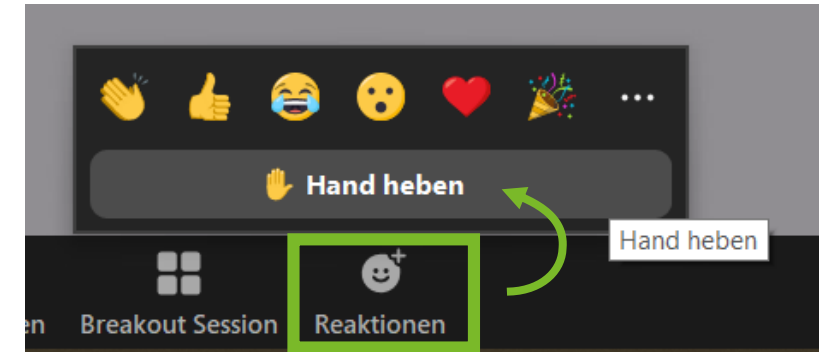 ✋ Hand heben
Hand heben
en Breakout Session Reaktionen